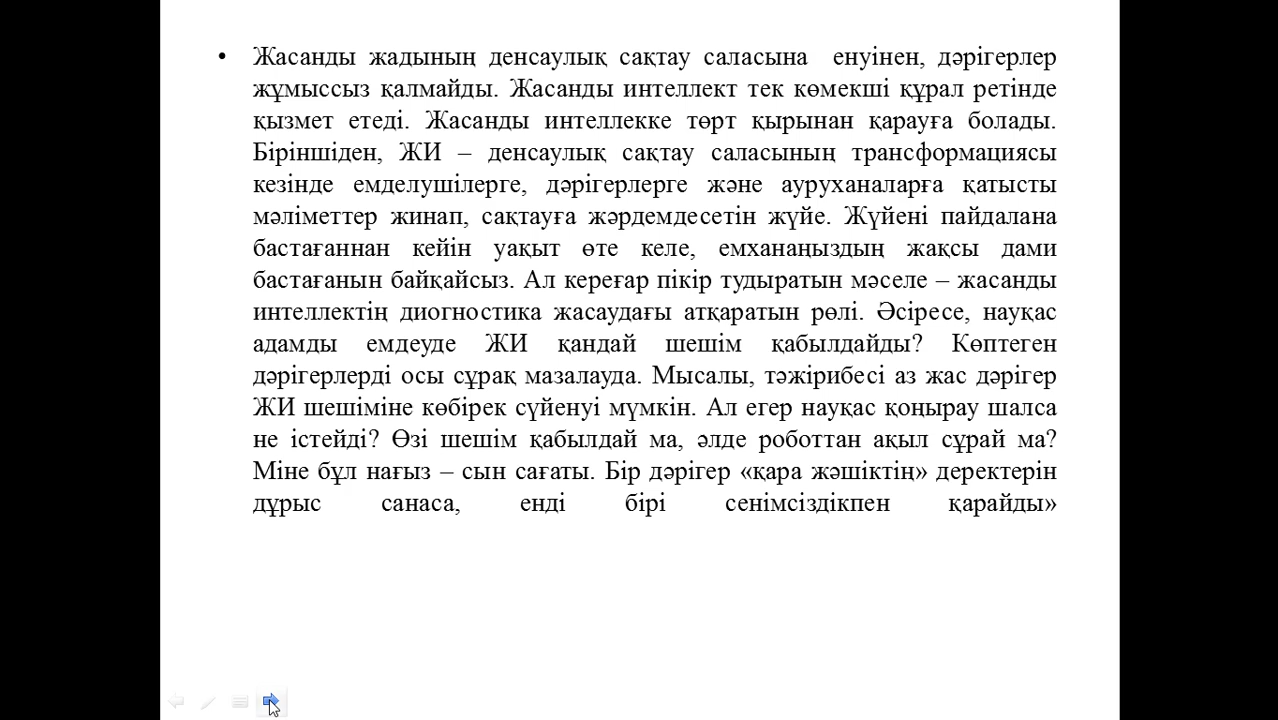 • Жасанды жадының денсаулық сақтау саласына енуінен, дәрігерлер
жұмыссыз қалмайды. Жасанды интеллект тек көмекші құрал ретінде
қызмет етеді. Жасанды интеллекке төрт қырынан қарауға болады.
Біріншіден, ЖИ – денсаулық сақтау саласының трансформациясы
кезінде емделушілерге, дәрігерлерге және ауруханаларға қатысты
мәліметтер жинап, сақтауға жәрдемдесетін жүйе. Жүйені пайдалана
бастағаннан кейін уақыт өте келе, емханаңыздың жақсы дами
бастағанын байқайсыз. Ал кереғар пікір тудыратын мәселе – жасанды
интеллектің диогностика жасаудағы атқаратын рөлі. Әсіресе, науқас
адамды емдеуде ЖИ қандай шешім қабылдайды? Көптеген
дәрігерлерді осы сұрақ мазалауда. Мысалы, тәжірибесі аз жас дәрігер
ЖИ шешіміне көбірек сүйенуі мүмкін. Ал егер науқас қоңырау шалса
не істейді? Өзі шешім қабылдай ма, әлде роботтан ақыл сұрай ма?
Міне бұл нағыз – сын сағаты. Бір дәрігер «қара жәшіктің» деректерін
дұрыс санаса, енді бірі сенімсіздікпен қарайды»